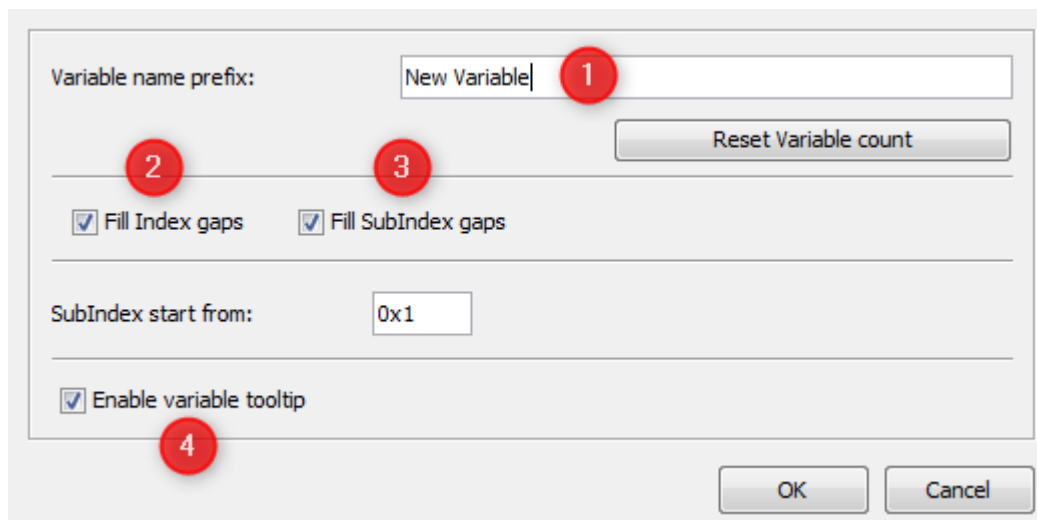 Variable name prefix: New Variable 1
Reset Variable count
2 3
Fill Index gaps Fill SubIndex gaps
SubIndex start from: 0x1
Enable variable tooltip
4
OK Cancel